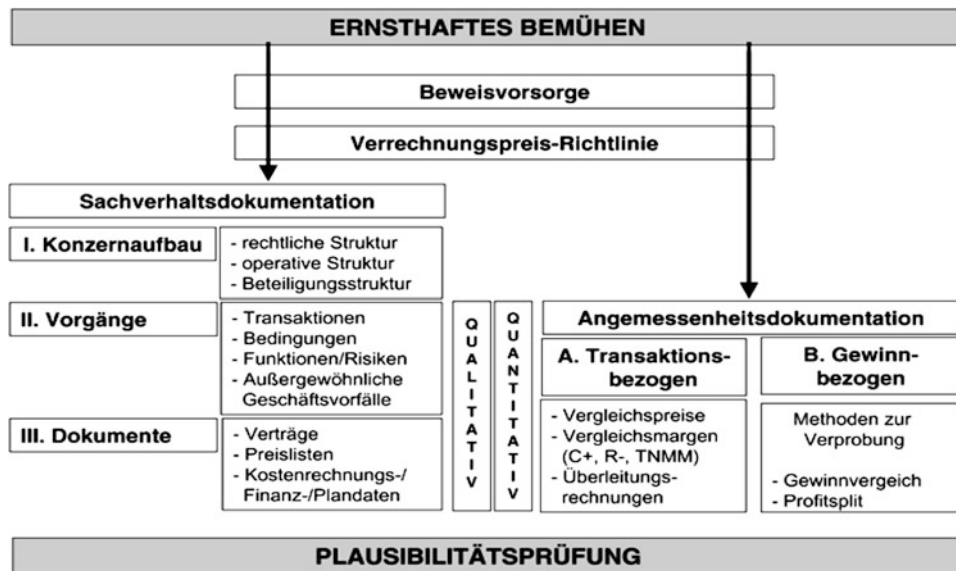 ERNSTHAFTES BEMÜHEN
Beweisvorsorge
Verrechnungspreis-Richtlinie
Sachverhaltsdokumentation
I. Konzernaufbau
- rechtliche Struktur
- operative Struktur
- Beteiligungsstruktur
II. Vorgänge
- Transaktionen
- Bedingungen
- Funktionen/Risiken
- Außergewöhnliche
Geschäftsvorfälle
III. Dokumente
- Verträge
- Preislisten
- Kostenrechnungs-/
Finanz-/Plandaten
QUALITATIV
QUANTITATIV
Angemessenheitsdokumentation
A. Transaktions-
bezogen
- Vergleichspreise
- Vergleichsmargen
(C+, R-, TNMM)
- Überleitungs-
rechnungen
B. Gewinn-
bezogen
Methoden zur
Verprobung
- Gewinnvergeich
- Profitsplit
PLAUSIBILITÄTSPRÜFUNG